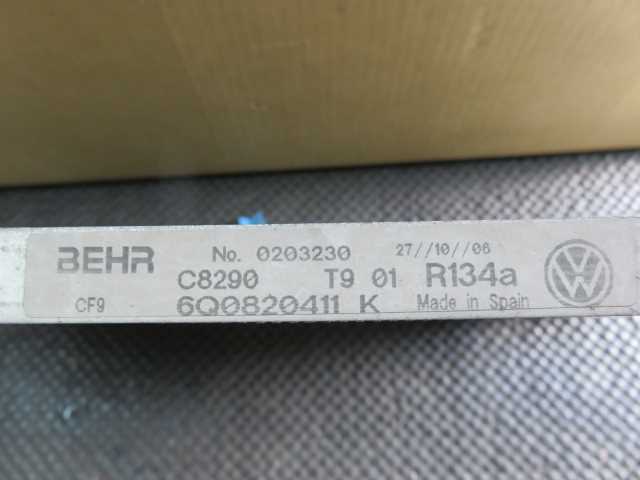 BEHR No. 0203230 27//10//06
C8290 T9 01 R134a
CF9 6Q0820411 K Made in Spain